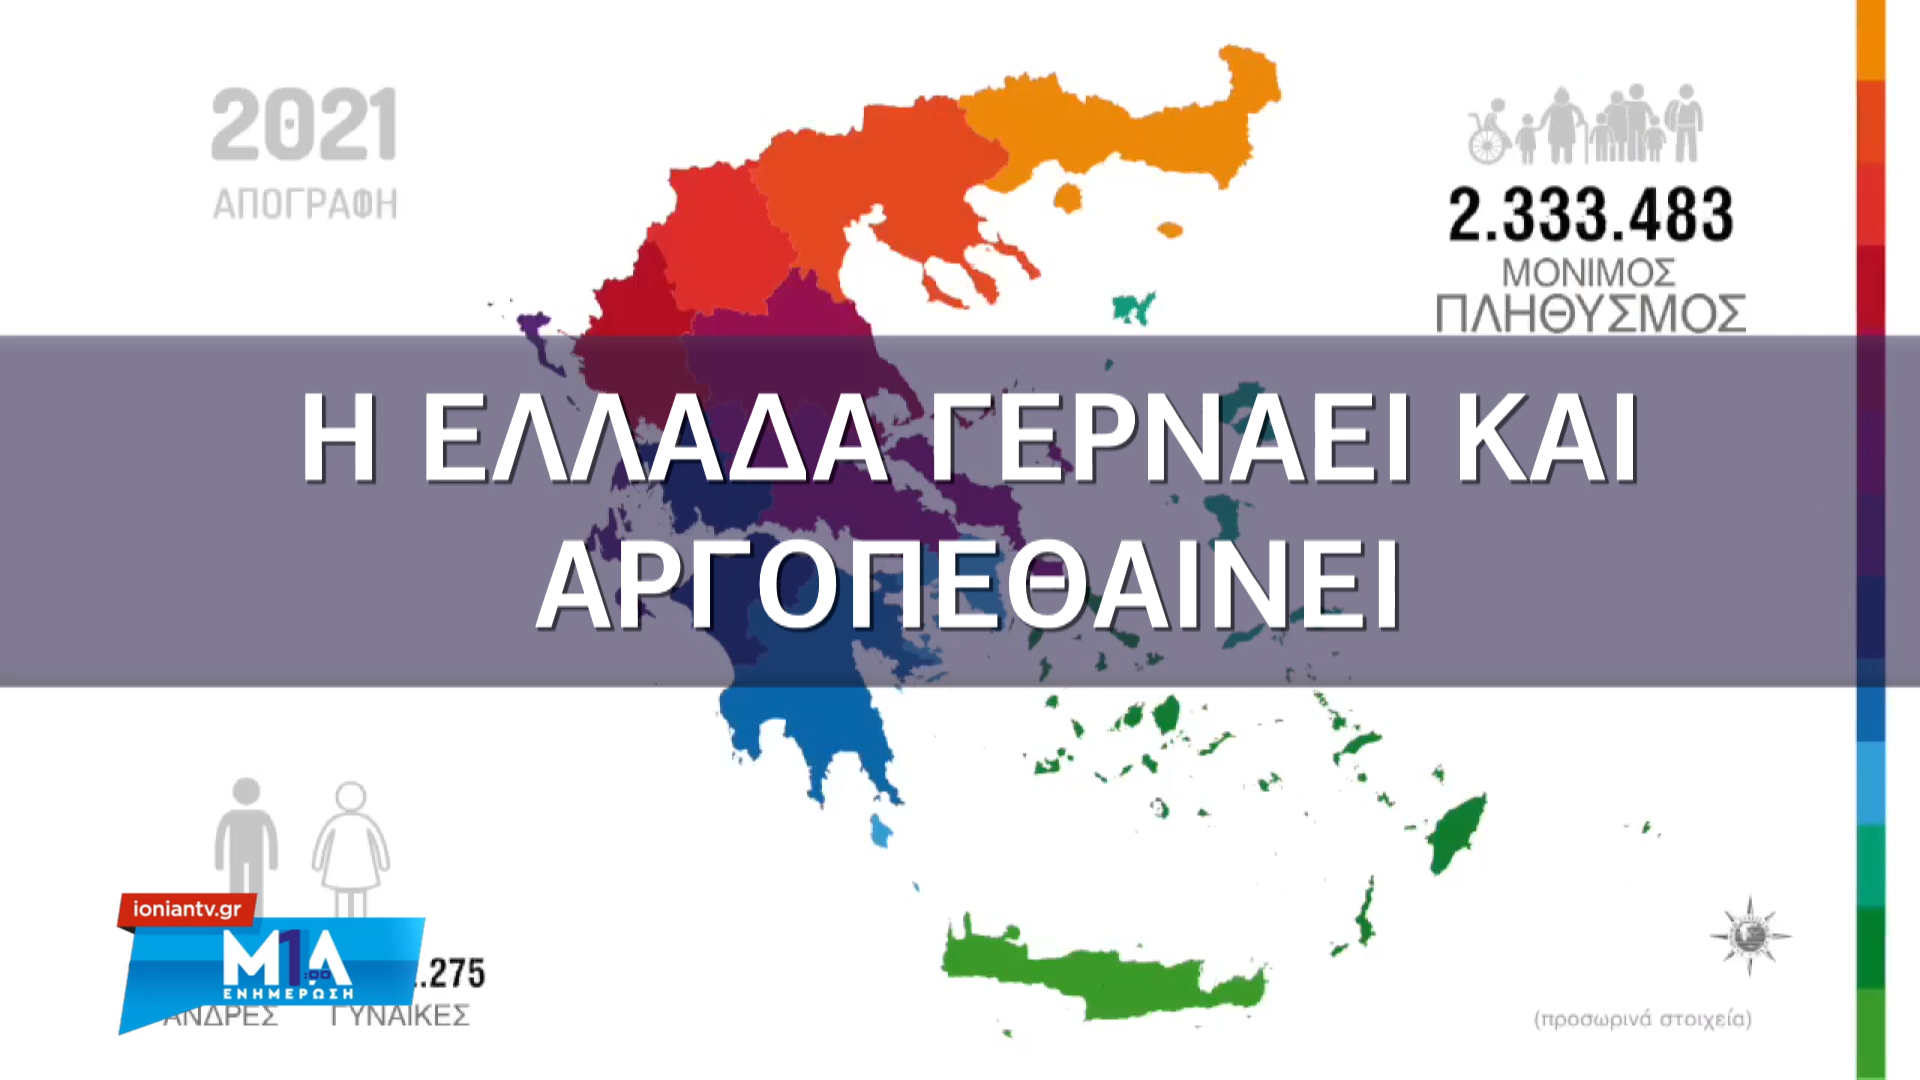 2021
ΑΠΟΓΡΑΦΗ
2.333.483
ΜΟΝΙΜΟΣ
ΠΛΗΘΥΣΜΟΣ
Η ΕΛΛΑΔΑ ΓΕΡΝΑΕΙ ΚΑΙ
ΑΡΓΟΠΕΘΑΙΝΕΙ
ioniantv.gr
Μ1Α
:00
ΕΝΗΜΕΡΩΣΗ
.275
ΑΝΔΡΕΣ ΓΥΝΑΙΚΕΣ
(προσωρινά στοιχεία)